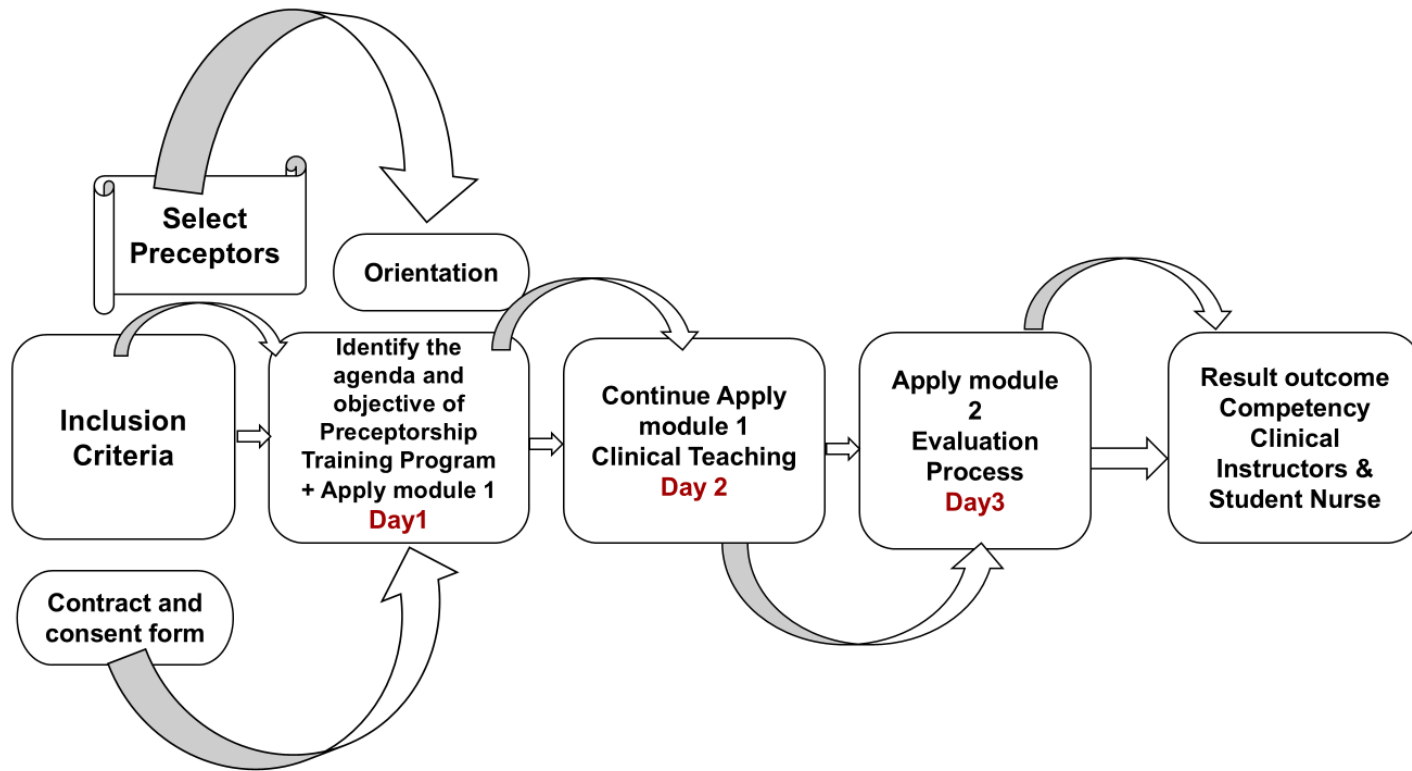 Select
Preceptors
Orientation
Inclusion
Criteria
Identify the
agenda and
objective of
Preceptorship
Training Program
+ Apply module 1
Day1
Continue Apply
module 1
Clinical Teaching
Day 2
Apply module
2
Evaluation
Process
Day3
Result outcome
Competency
Clinical
Instructors &
Student Nurse
Contract and
consent form